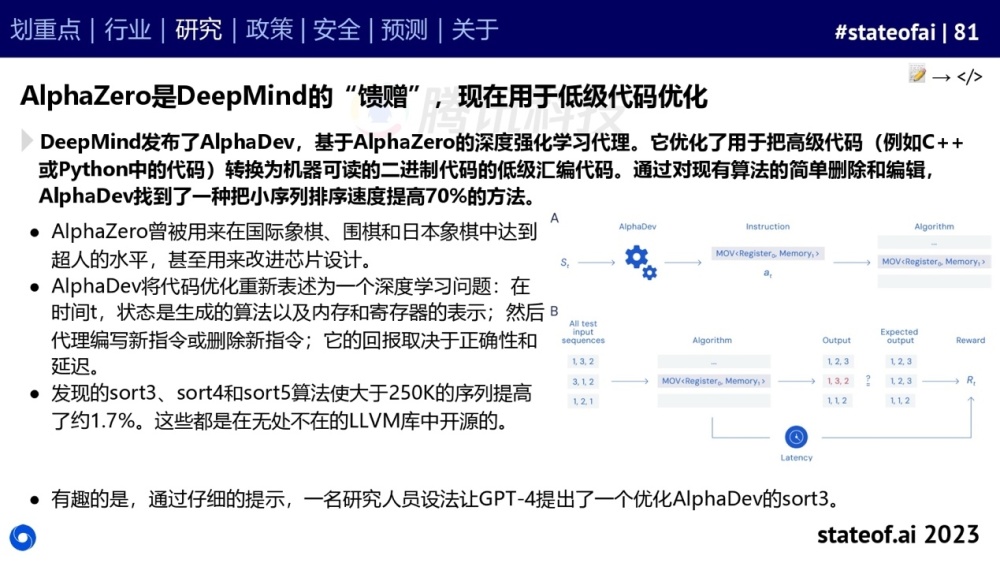 划重点 | 行业 | 研究 | 政策 | 安全 | 预测 | 关于
#stateofai | 81
→ </>
AlphaZero是DeepMind的“馈赠”，现在用于低级代码优化
腾讯科技
DeepMind发布了AlphaDev，基于AlphaZero的深度强化学习代理。它优化了用于把高级代码（例如C++
或Python中的代码）转换为机器可读的二进制代码的低级汇编代码。通过对现有算法的简单删除和编辑，
AlphaDev找到了一种把小序列排序速度提高70%的方法。
● AlphaZero曾被用来在国际象棋、围棋和日本象棋中达到
超人的水平，甚至用来改进芯片设计。
● AlphaDev将代码优化重新表述为一个深度学习问题：在
时间t，状态是生成的算法以及内存和寄存器的表示；然后
代理编写新指令或删除新指令；它的回报取决于正确性和
延迟。
● 发现的sort3、sort4和sort5算法使大于250K的序列提高
了约1.7%。这些都是在无处不在的LLVM库中开源的。
A
AlphaDev
Instruction
Algorithm
...
Sₜ
MOV<Register₀, Memory₁>
MOV<Register₀, Memory₁>
aₜ
B
All test
input
sequences
Algorithm
Output
Expected
output
Reward
1, 3, 2
...
1, 2, 3
1, 2, 3
3, 1, 2
MOV<Register₀, Memory₁>
1, 3, 2
?
=
1, 2, 3
Rₜ
1, 2, 1
1, 1, 2
1, 1, 2
Latency
● 有趣的是，通过仔细的提示，一名研究人员设法让GPT-4提出了一个优化AlphaDev的sort3。
stateof.ai 2023